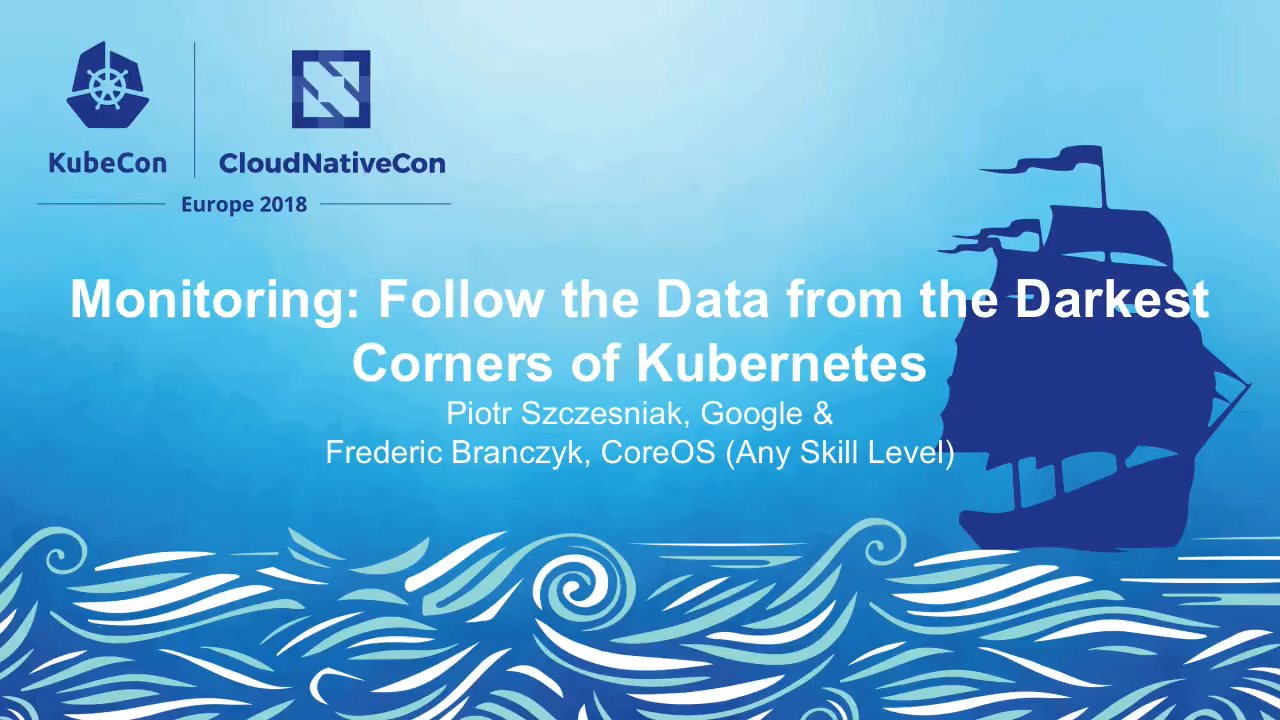 KubeCon
CloudNativeCon
Europe 2018
Monitoring: Follow the Data from the Darkest
Corners of Kubernetes
Piotr Szczesniak, Google &
Frederic Branczyk, CoreOS (Any Skill Level)